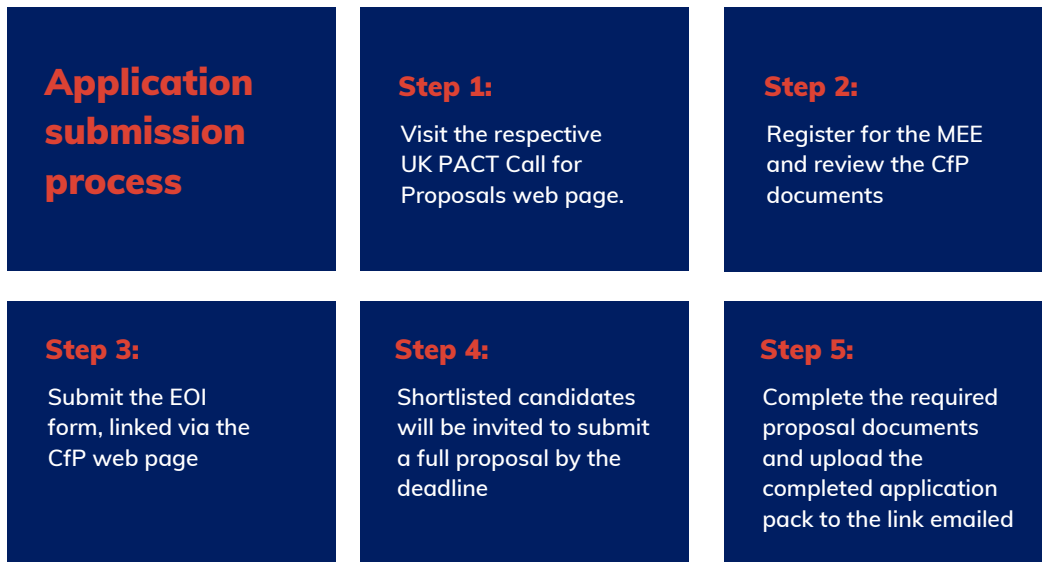 Application
submission
process
Step 1:
Visit the respective
UK PACT Call for
Proposals web page.
Step 2:
Register for the MEE
and review the CfP
documents
Step 3:
Submit the EOI
form, linked via the
CfP web page
Step 4:
Shortlisted candidates
will be invited to submit
a full proposal by the
deadline
Step 5:
Complete the required
proposal documents
and upload the
completed application
pack to the link emailed